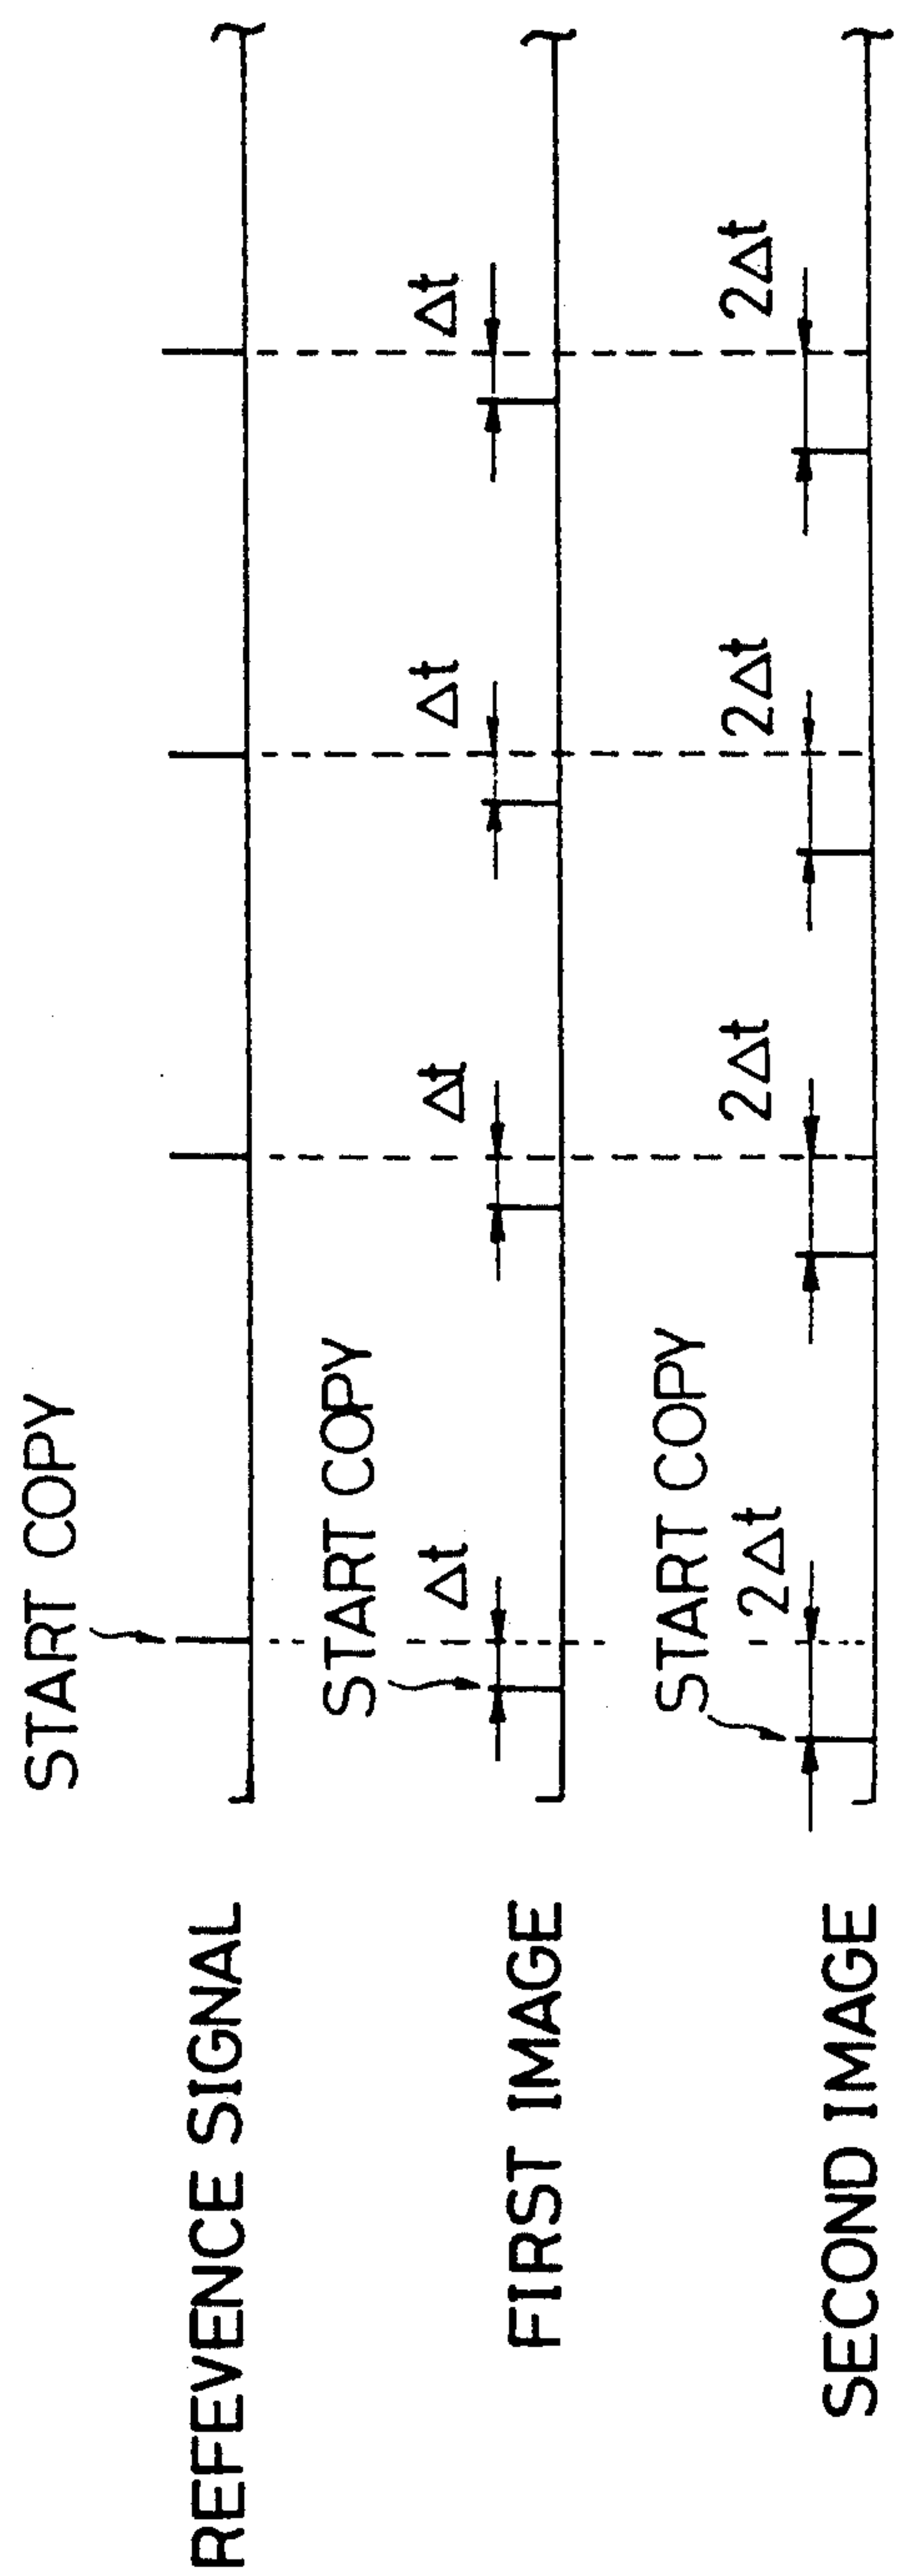 START COPY
REFEVENCE SIGNAL
START COPY
Δt Δt Δt Δt
FIRST IMAGE
START COPY
2Δt 2Δt 2Δt 2Δt
SECOND IMAGE